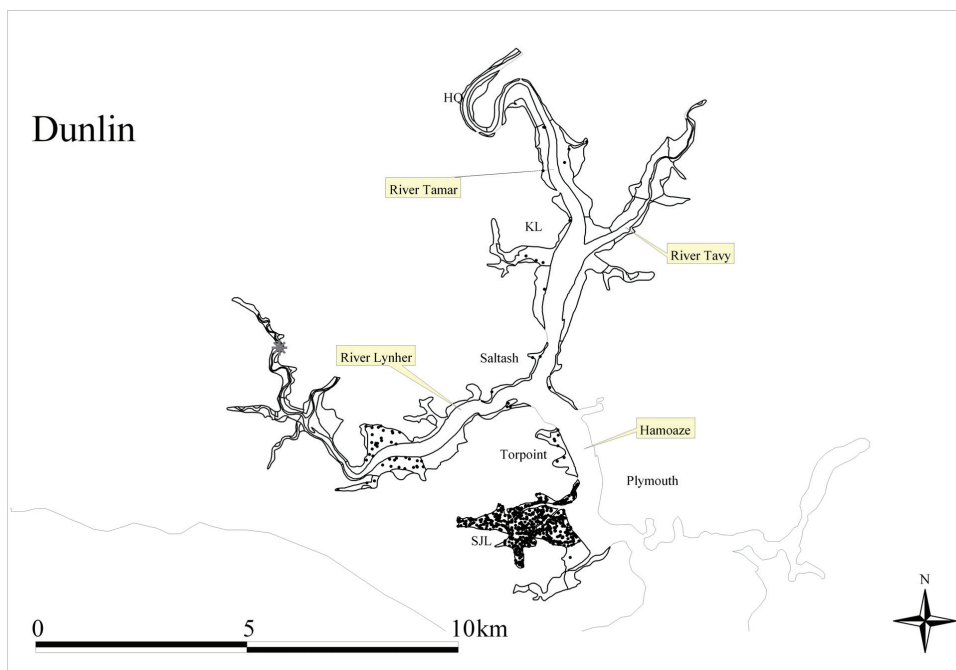 HQ
Dunlin
River Tamar
KL
River Tavy
Saltash
River Lynher
Hamoaze
Torpoint
Plymouth
SJL
N
0 5 10km